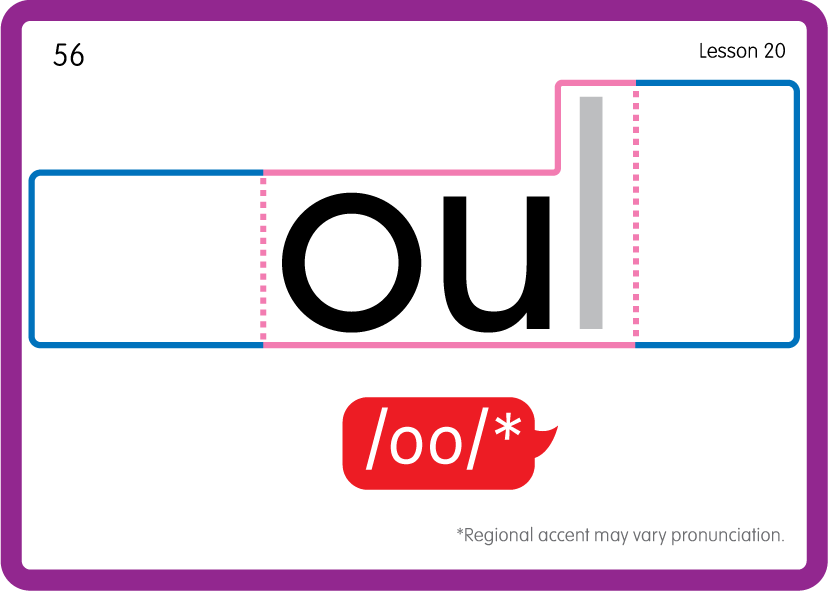 56
Lesson 20
oul
/oo/*
*Regional accent may vary pronunciation.